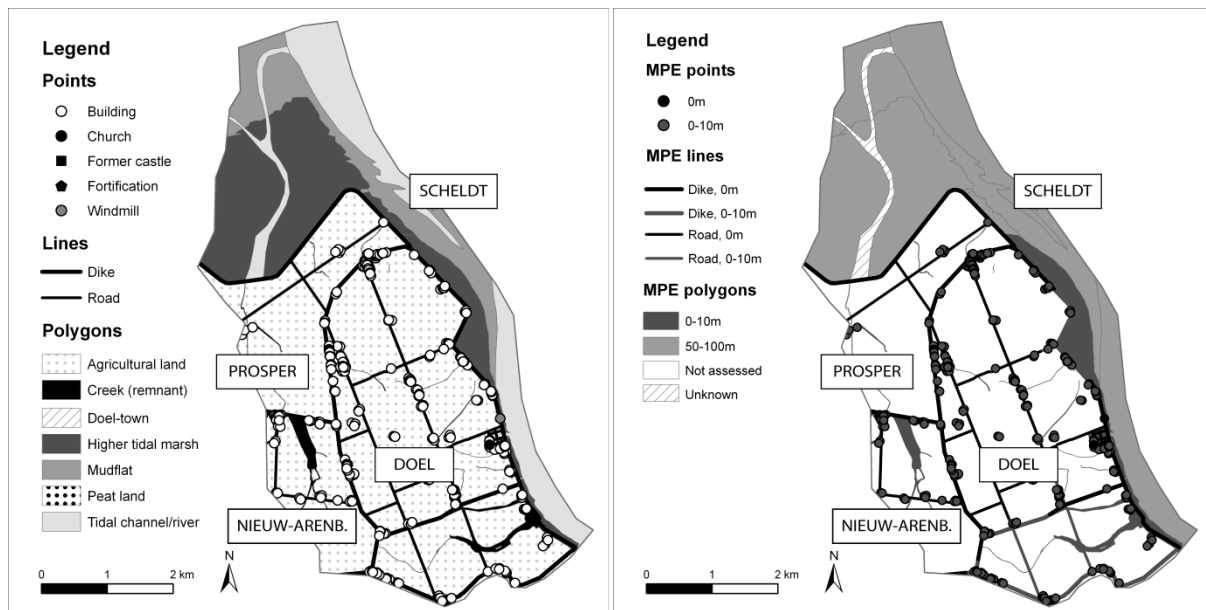 Legend
Points
Building
Church
Former castle
Fortification
Windmill
Lines
Dike
Road
Polygons
Agricultural land
Creek (remnant)
Doel-town
Higher tidal marsh
Mudflat
Peat land
Tidal channel/river
SCHELDT
PROSPER
DOEL
NIEUW-ARENB.
N
0 1 2 km
Legend
MPE points
0m
0-10m
MPE lines
Dike, 0m
Dike, 0-10m
Road, 0m
Road, 0-10m
MPE polygons
0-10m
50-100m
Not assessed
Unknown
SCHELDT
PROSPER
DOEL
NIEUW-ARENB.
N
0 1 2 km